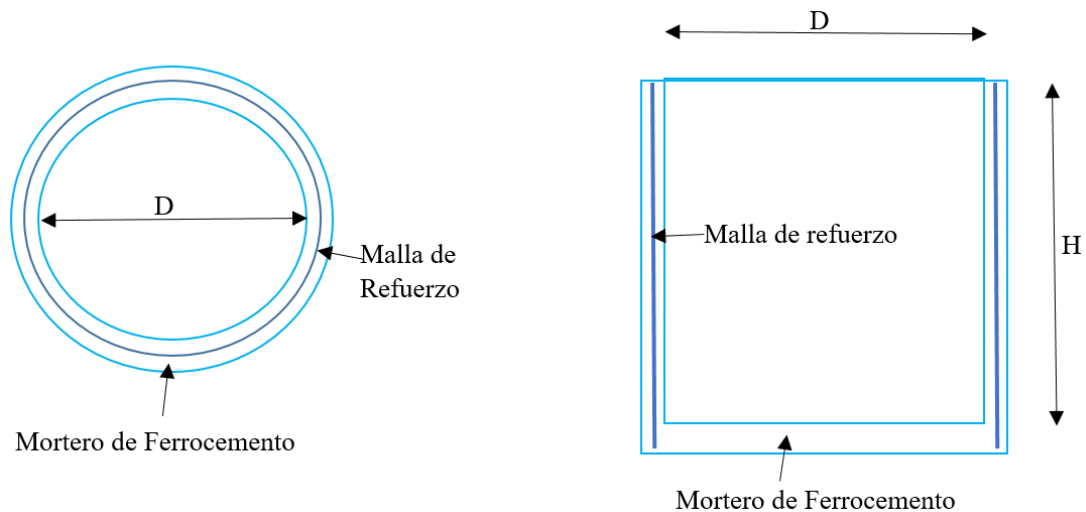 D
Malla de
Refuerzo
Mortero de Ferrocemento
D
Malla de refuerzo
H
Mortero de Ferrocemento